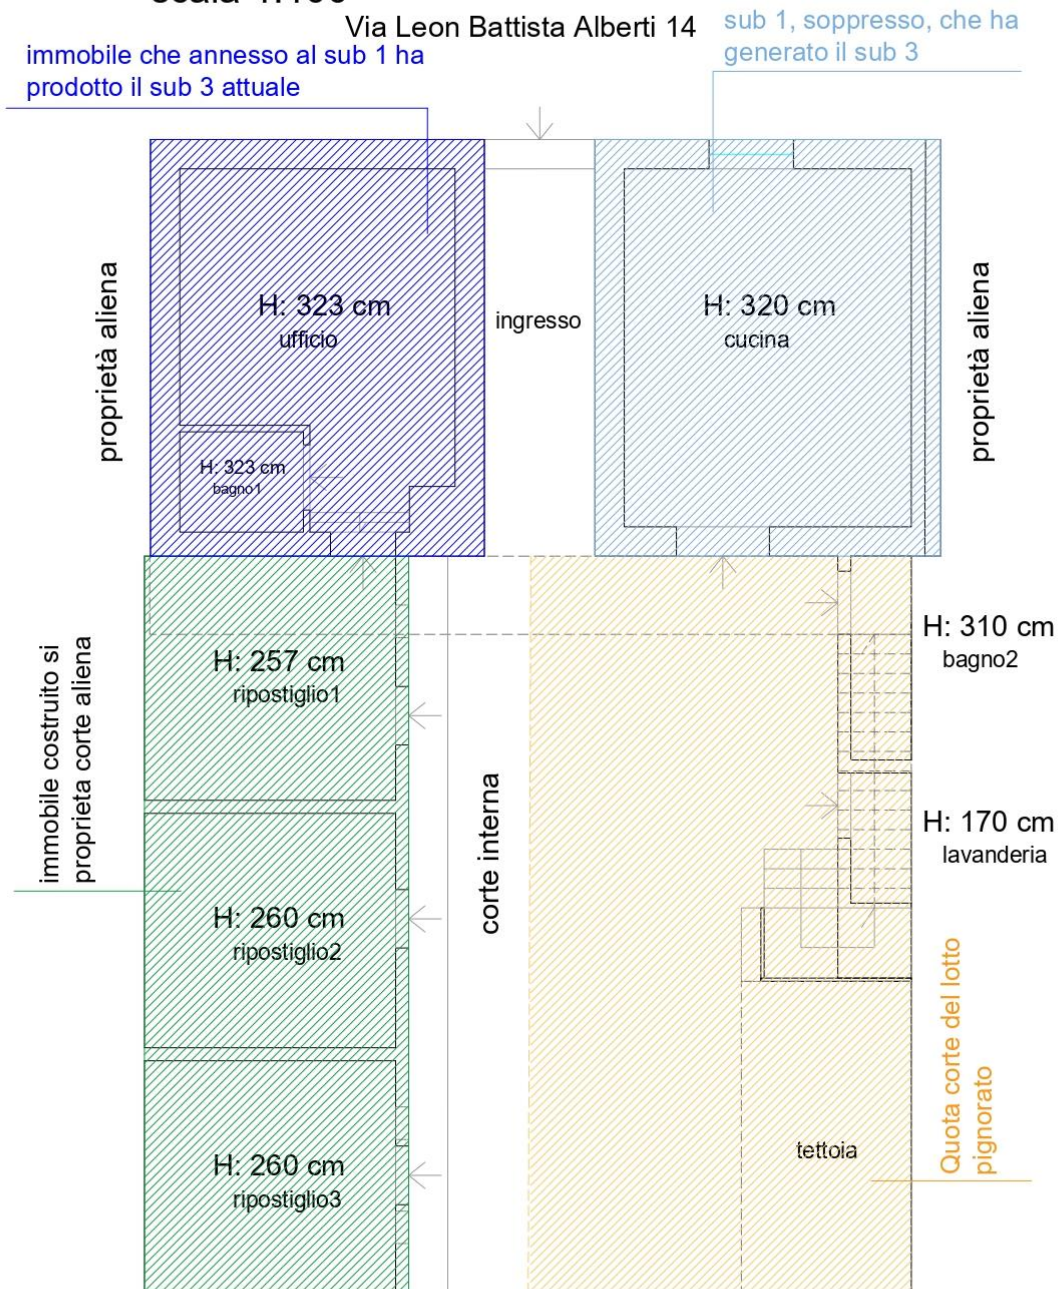 Via Leon Battista Alberti 14
sub 1, soppresso, che ha
generato il sub 3
immobile che annesso al sub 1 ha
prodotto il sub 3 attuale
proprietà aliena
H: 323 cm
ufficio
ingresso
H: 320 cm
cucina
proprietà aliena
H: 323 cm
bagno1
immobile costruito si
proprieta corte aliena
H: 257 cm
ripostiglio1
H: 310 cm
bagno2
corte interna
H: 170 cm
lavanderia
H: 260 cm
ripostiglio2
Quota corte del lotto
pignorato
tettoia
H: 260 cm
ripostiglio3